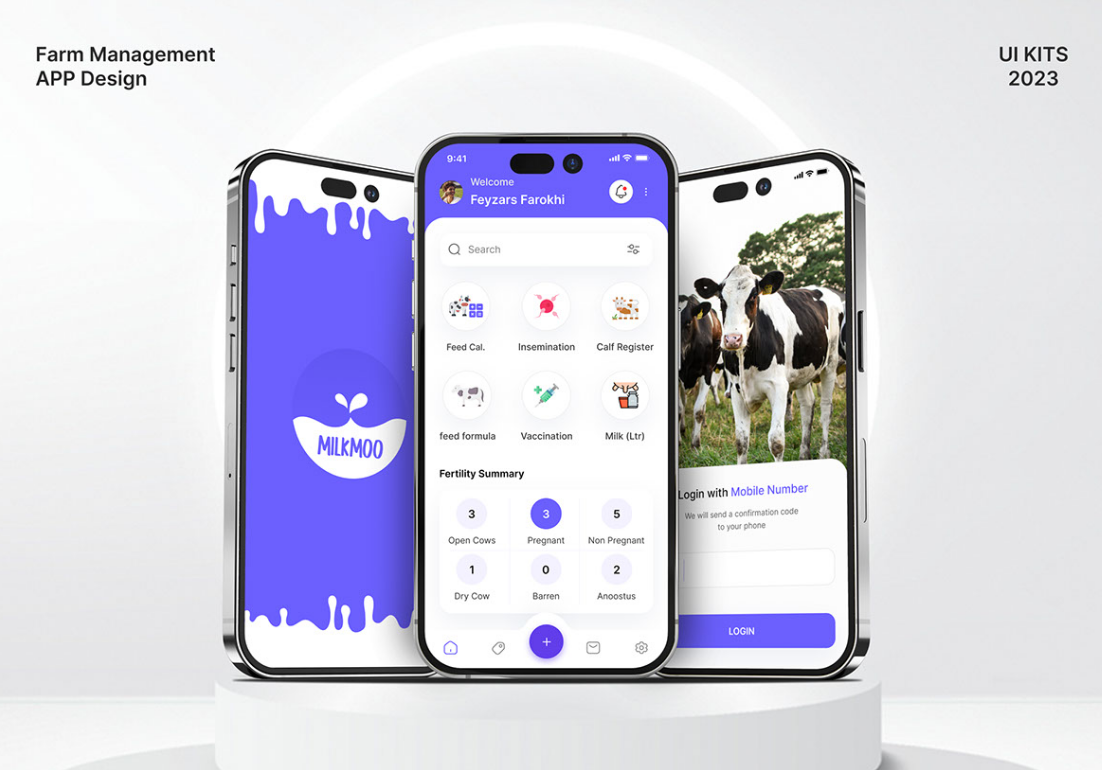 Farm Management
APP Design
UI KITS
2023
MILKMOO
9:41
Welcome
Feyzars Farokhi
Search
Feed Cal.
Insemination
Calf Register
feed formula
Vaccination
Milk (Ltr)
Fertility Summary
3
3
5
Open Cows
Pregnant
Non Pregnant
1
0
2
Dry Cow
Barren
Anoostus
+
Login with Mobile Number
We will send a confirmation code
to your phone
LOGIN